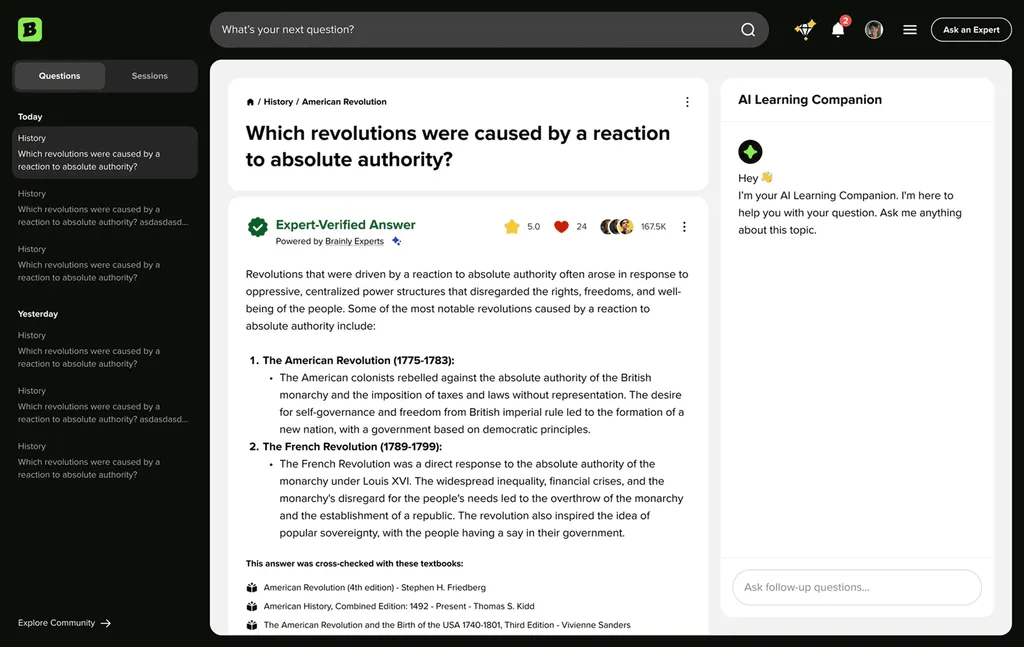 B
What's your next question?
2
Ask an Expert
Questions
Sessions
Today
History
Which revolutions were caused by a
reaction to absolute authority?
History
Which revolutions were caused by a
reaction to absolute authority? asdasdasd...
History
Which revolutions were caused by a
reaction to absolute authority?
Yesterday
History
Which revolutions were caused by a
reaction to absolute authority?
History
Which revolutions were caused by a
reaction to absolute authority? asdasdasd...
History
Which revolutions were caused by a
reaction to absolute authority?
Explore Community
/ History / American Revolution
Which revolutions were caused by a reaction
to absolute authority?
Expert-Verified Answer
Powered by Brainly Experts
5.0
24
167.5K
Revolutions that were driven by a reaction to absolute authority often arose in response to
oppressive, centralized power structures that disregarded the rights, freedoms, and well-
being of the people. Some of the most notable revolutions caused by a reaction to
absolute authority include:
1. The American Revolution (1775-1783):
• The American colonists rebelled against the absolute authority of the British
monarchy and the imposition of taxes and laws without representation. The desire
for self-governance and freedom from British imperial rule led to the formation of a
new nation, with a government based on democratic principles.
2. The French Revolution (1789-1799):
• The French Revolution was a direct response to the absolute authority of the
monarchy under Louis XVI. The widespread inequality, financial crises, and the
monarchy's disregard for the people's needs led to the overthrow of the monarchy
and the establishment of a republic. The revolution also inspired the idea of
popular sovereignty, with the people having a say in their government.
This answer was cross-checked with these textbooks:
American Revolution (4th edition) - Stephen H. Friedberg
American History, Combined Edition: 1492 - Present - Thomas S. Kidd
The American Revolution and the Birth of the USA 1740-1801, Third Edition - Vivienne Sanders
AI Learning Companion
Hey 👋
I'm your AI Learning Companion. I'm here to
help you with your question. Ask me anything
about this topic.
Ask follow-up questions...